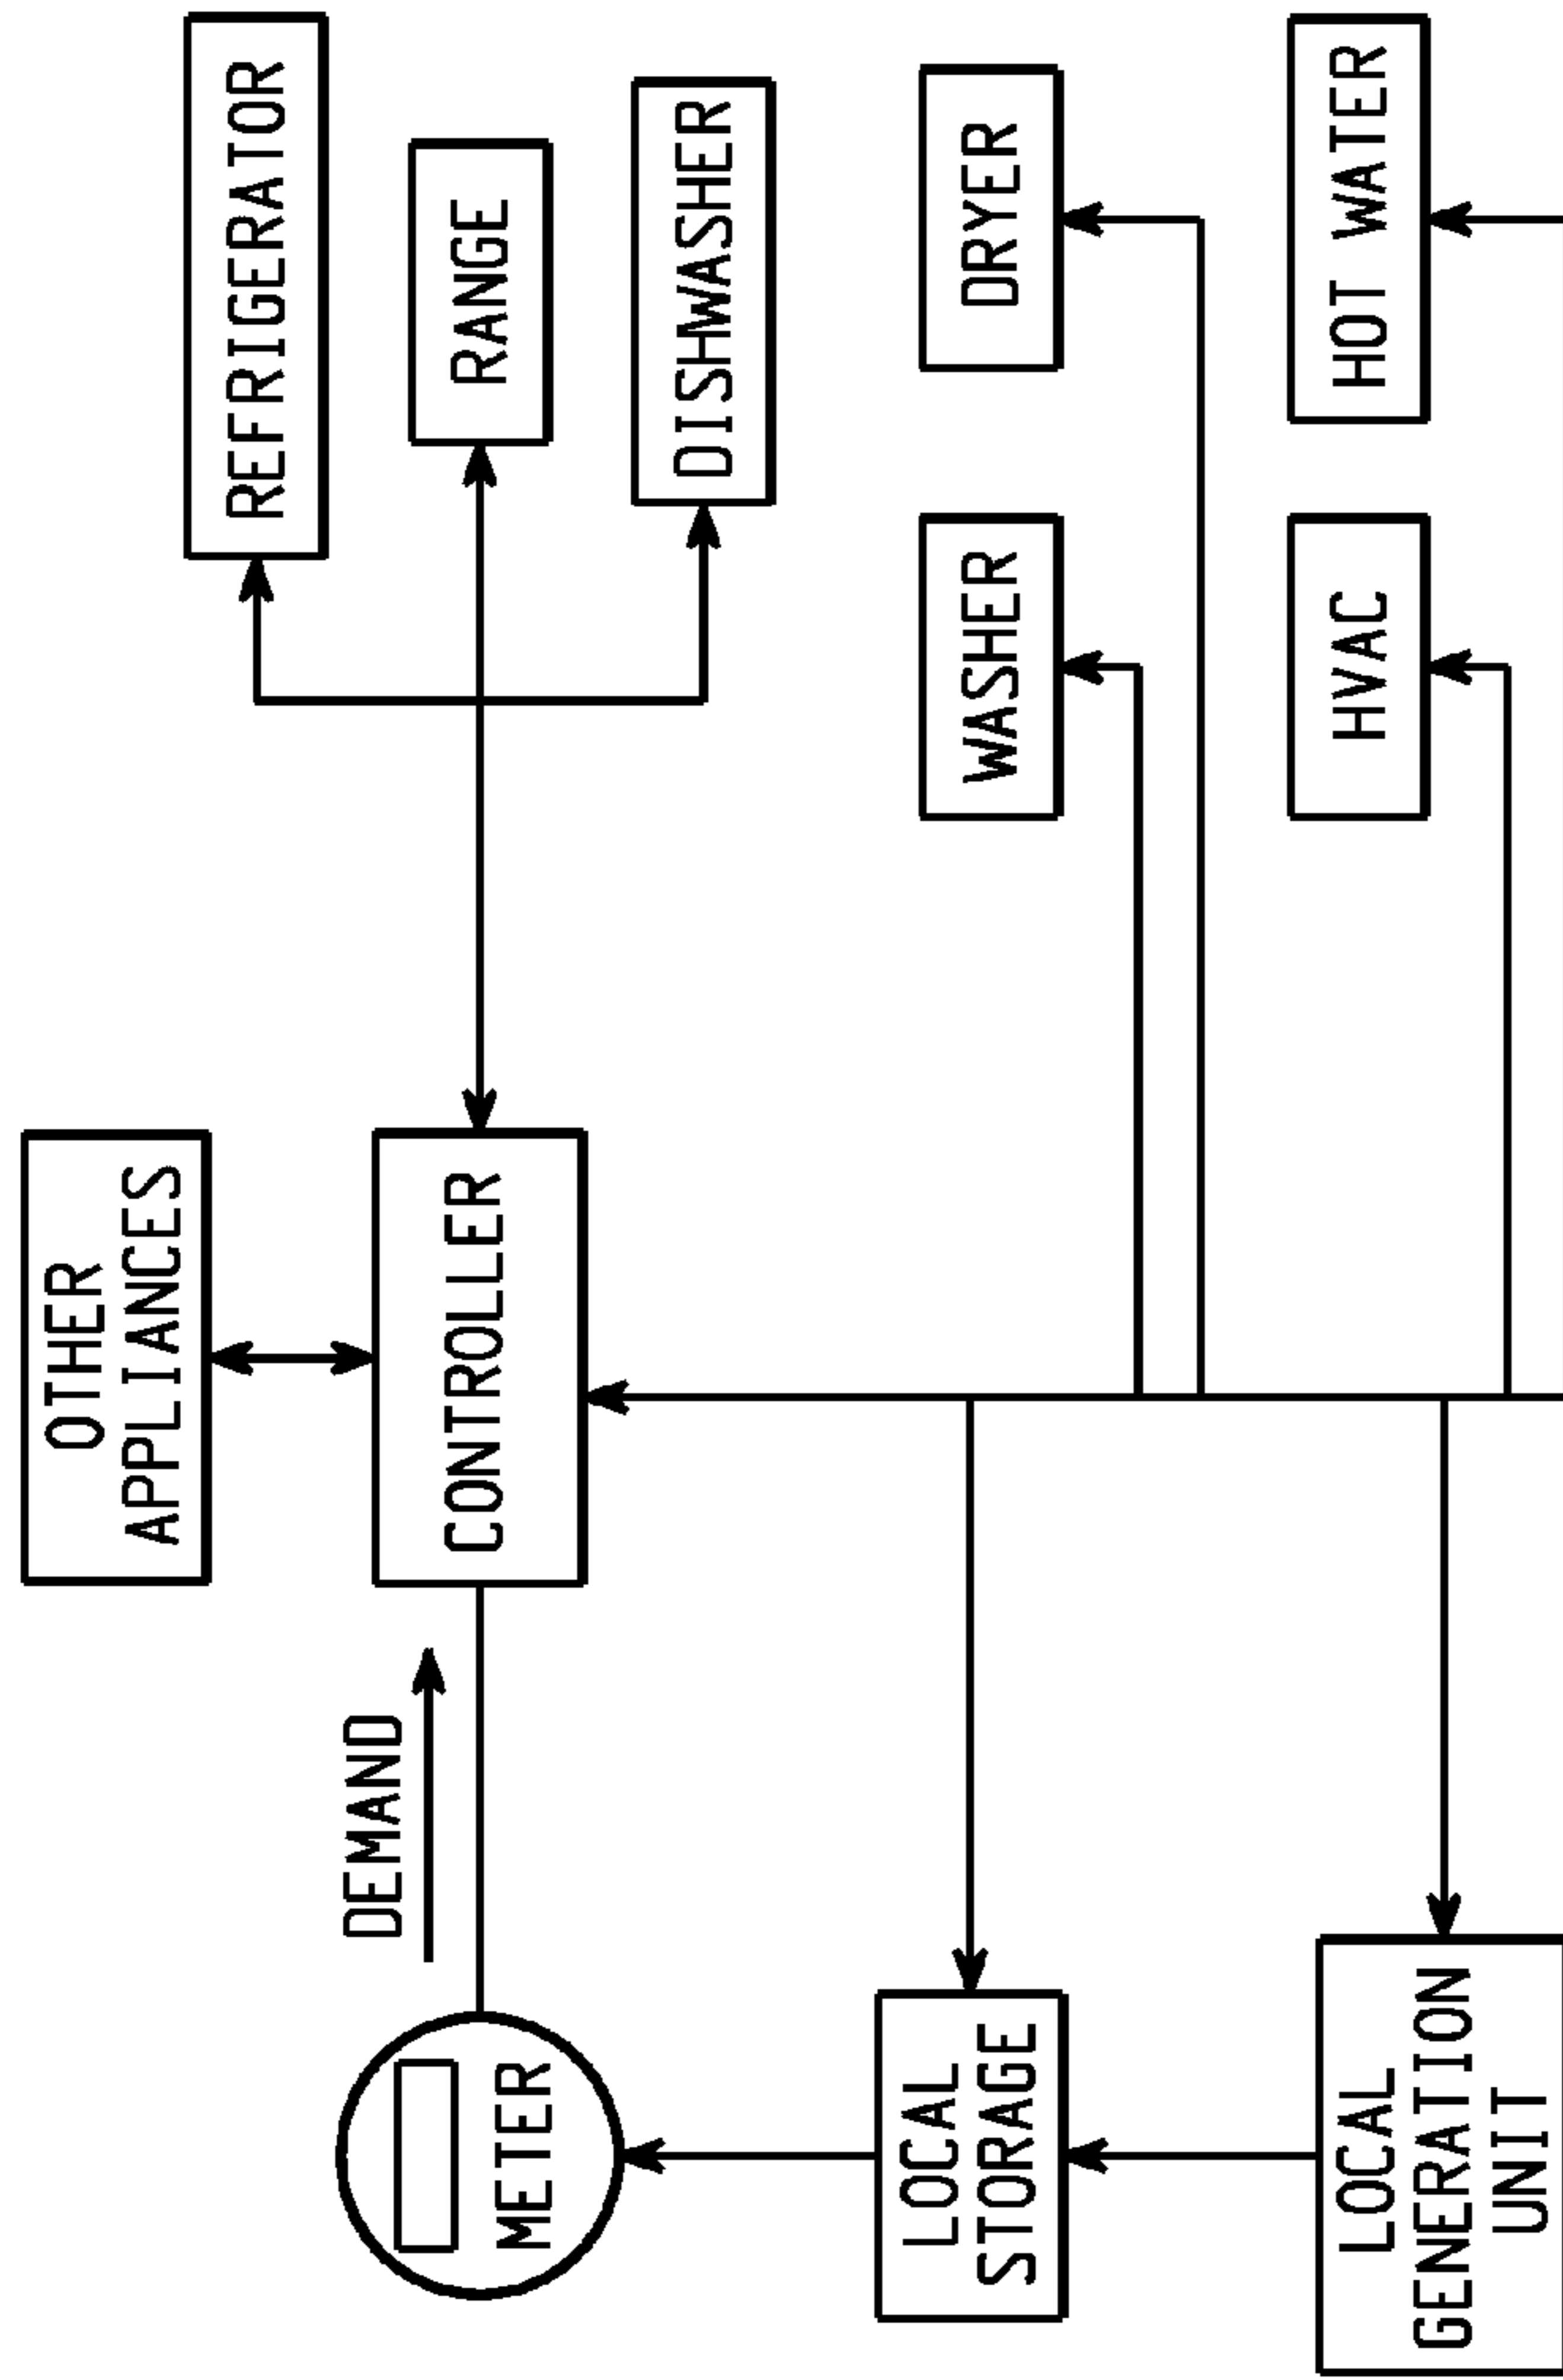 OTHER
APPLIANCES
REFRIGERATOR
RANGE
DISHWASHER
DEMAND
CONTROLLER
METER
WASHER
DRYER
LOCAL
STORAGE
HVAC
HOT WATER
LOCAL
GENERATION
UNIT